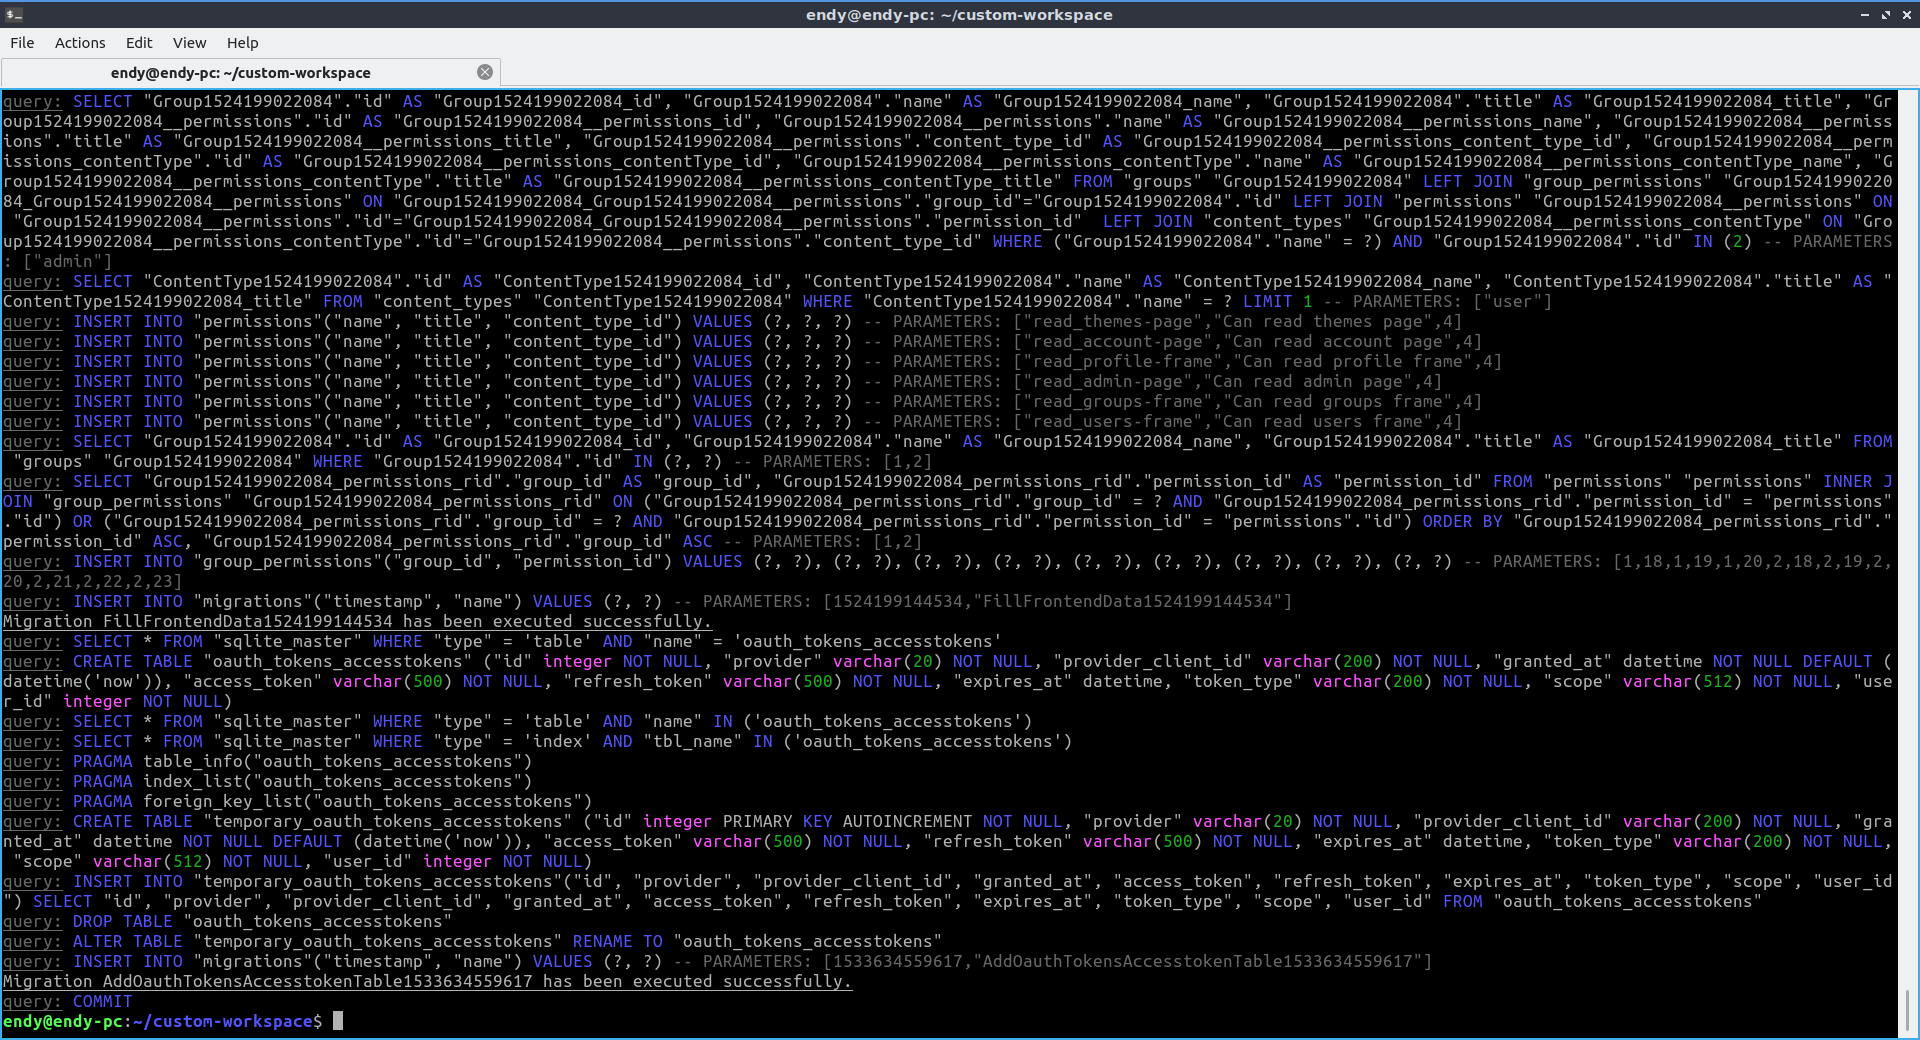 endy@endy-pc: ~/custom-workspace
File Actions Edit View Help
endy@endy-pc: ~/custom-workspace
query: SELECT "Group1524199022084"."id" AS "Group1524199022084_id", "Group1524199022084"."name" AS "Group1524199022084_name", "Group1524199022084"."title" AS "Group1524199022084_title", "Gr
oup1524199022084__permissions"."id" AS "Group1524199022084__permissions_id", "Group1524199022084__permissions"."name" AS "Group1524199022084__permissions_name", "Group1524199022084__permiss
ions"."title" AS "Group1524199022084__permissions_title", "Group1524199022084__permissions"."content_type_id" AS "Group1524199022084__permissions_content_type_id", "Group1524199022084__perm
issions_contentType"."id" AS "Group1524199022084__permissions_contentType_id", "Group1524199022084__permissions_contentType"."name" AS "Group1524199022084__permissions_contentType_name", "G
roup1524199022084__permissions_contentType"."title" AS "Group1524199022084__permissions_contentType_title" FROM "groups" "Group1524199022084" LEFT JOIN "group_permissions" "Group15241990220
84_Group1524199022084__permissions" ON "Group1524199022084_Group1524199022084__permissions"."group_id"="Group1524199022084"."id" LEFT JOIN "permissions" "Group1524199022084__permissions" ON
 "Group1524199022084__permissions"."id"="Group1524199022084_Group1524199022084__permissions"."permission_id"  LEFT JOIN "content_types" "Group1524199022084__permissions_contentType" ON "Gro
up1524199022084__permissions_contentType"."id"="Group1524199022084__permissions"."content_type_id" WHERE ("Group1524199022084"."name" = ?) AND "Group1524199022084"."id" IN (2) -- PARAMETERS
: ["admin"]
query: SELECT "ContentType1524199022084"."id" AS "ContentType1524199022084_id", "ContentType1524199022084"."name" AS "ContentType1524199022084_name", "ContentType1524199022084"."title" AS "
ContentType1524199022084_title" FROM "content_types" "ContentType1524199022084" WHERE "ContentType1524199022084"."name" = ? LIMIT 1 -- PARAMETERS: ["user"]
query: INSERT INTO "permissions"("name", "title", "content_type_id") VALUES (?, ?, ?) -- PARAMETERS: ["read_themes-page","Can read themes page",4]
query: INSERT INTO "permissions"("name", "title", "content_type_id") VALUES (?, ?, ?) -- PARAMETERS: ["read_account-page","Can read account page",4]
query: INSERT INTO "permissions"("name", "title", "content_type_id") VALUES (?, ?, ?) -- PARAMETERS: ["read_profile-frame","Can read profile frame",4]
query: INSERT INTO "permissions"("name", "title", "content_type_id") VALUES (?, ?, ?) -- PARAMETERS: ["read_admin-page","Can read admin page",4]
query: INSERT INTO "permissions"("name", "title", "content_type_id") VALUES (?, ?, ?) -- PARAMETERS: ["read_groups-frame","Can read groups frame",4]
query: INSERT INTO "permissions"("name", "title", "content_type_id") VALUES (?, ?, ?) -- PARAMETERS: ["read_users-frame","Can read users frame",4]
query: SELECT "Group1524199022084"."id" AS "Group1524199022084_id", "Group1524199022084"."name" AS "Group1524199022084_name", "Group1524199022084"."title" AS "Group1524199022084_title" FROM
 "groups" "Group1524199022084" WHERE "Group1524199022084"."id" IN (?, ?) -- PARAMETERS: [1,2]
query: SELECT "Group1524199022084_permissions_rid"."group_id" AS "group_id", "Group1524199022084_permissions_rid"."permission_id" AS "permission_id" FROM "permissions" "permissions" INNER J
OIN "group_permissions" "Group1524199022084_permissions_rid" ON ("Group1524199022084_permissions_rid"."group_id" = ? AND "Group1524199022084_permissions_rid"."permission_id" = "permissions"
."id") OR ("Group1524199022084_permissions_rid"."group_id" = ? AND "Group1524199022084_permissions_rid"."permission_id" = "permissions"."id") ORDER BY "Group1524199022084_permissions_rid"."
permission_id" ASC, "Group1524199022084_permissions_rid"."group_id" ASC -- PARAMETERS: [1,2]
query: INSERT INTO "group_permissions"("group_id", "permission_id") VALUES (?, ?), (?, ?), (?, ?), (?, ?), (?, ?), (?, ?), (?, ?), (?, ?), (?, ?) -- PARAMETERS: [1,18,1,19,1,20,2,18,2,19,2,
20,2,21,2,22,2,23]
query: INSERT INTO "migrations"("timestamp", "name") VALUES (?, ?) -- PARAMETERS: [1524199144534,"FillFrontendData1524199144534"]
Migration FillFrontendData1524199144534 has been executed successfully.
query: SELECT * FROM "sqlite_master" WHERE "type" = 'table' AND "name" = 'oauth_tokens_accesstokens'
query: CREATE TABLE "oauth_tokens_accesstokens" ("id" integer NOT NULL, "provider" varchar(20) NOT NULL, "provider_client_id" varchar(200) NOT NULL, "granted_at" datetime NOT NULL DEFAULT (
datetime('now')), "access_token" varchar(500) NOT NULL, "refresh_token" varchar(500) NOT NULL, "expires_at" datetime, "token_type" varchar(200) NOT NULL, "scope" varchar(512) NOT NULL, "use
r_id" integer NOT NULL)
query: SELECT * FROM "sqlite_master" WHERE "type" = 'table' AND "name" IN ('oauth_tokens_accesstokens')
query: SELECT * FROM "sqlite_master" WHERE "type" = 'index' AND "tbl_name" IN ('oauth_tokens_accesstokens')
query: PRAGMA table_info("oauth_tokens_accesstokens")
query: PRAGMA index_list("oauth_tokens_accesstokens")
query: PRAGMA foreign_key_list("oauth_tokens_accesstokens")
query: CREATE TABLE "temporary_oauth_tokens_accesstokens" ("id" integer PRIMARY KEY AUTOINCREMENT NOT NULL, "provider" varchar(20) NOT NULL, "provider_client_id" varchar(200) NOT NULL, "gra
nted_at" datetime NOT NULL DEFAULT (datetime('now')), "access_token" varchar(500) NOT NULL, "refresh_token" varchar(500) NOT NULL, "expires_at" datetime, "token_type" varchar(200) NOT NULL,
 "scope" varchar(512) NOT NULL, "user_id" integer NOT NULL)
query: INSERT INTO "temporary_oauth_tokens_accesstokens"("id", "provider", "provider_client_id", "granted_at", "access_token", "refresh_token", "expires_at", "token_type", "scope", "user_id
") SELECT "id", "provider", "provider_client_id", "granted_at", "access_token", "refresh_token", "expires_at", "token_type", "scope", "user_id" FROM "oauth_tokens_accesstokens"
query: DROP TABLE "oauth_tokens_accesstokens"
query: ALTER TABLE "temporary_oauth_tokens_accesstokens" RENAME TO "oauth_tokens_accesstokens"
query: INSERT INTO "migrations"("timestamp", "name") VALUES (?, ?) -- PARAMETERS: [1533634559617,"AddOauthTokensAccesstokenTable1533634559617"]
Migration AddOauthTokensAccesstokenTable1533634559617 has been executed successfully.
query: COMMIT
endy@endy-pc:~/custom-workspace$